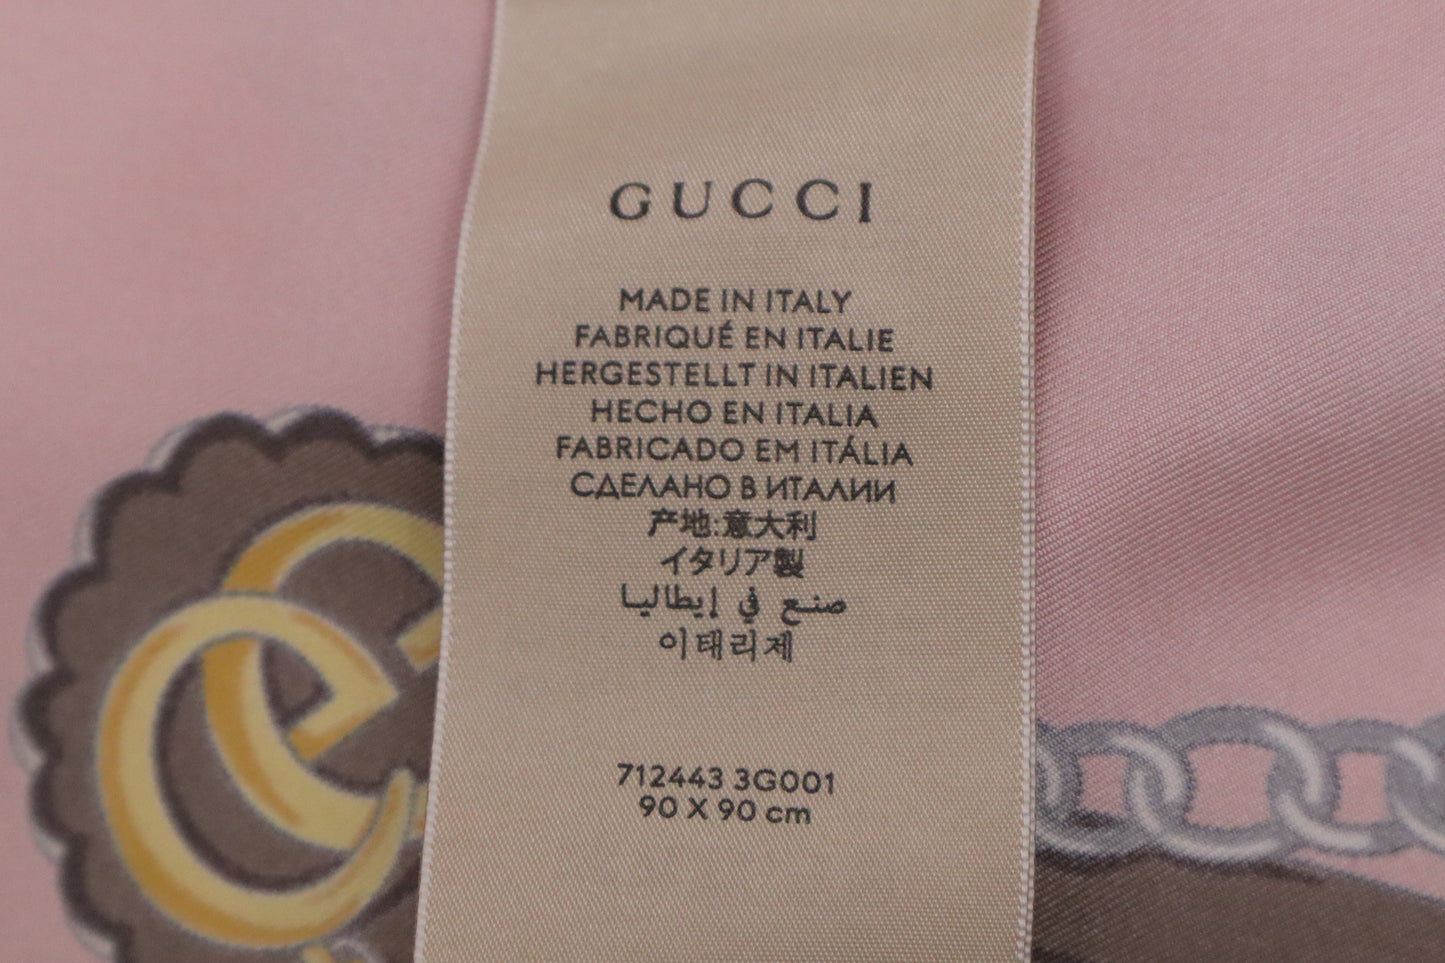 GUCCI
MADE IN ITALY
FABRIQUÉ EN ITALIE
HERGESTELLT IN ITALIEN
HECHO EN ITALIA
FABRICADO EM ITÁLIA
СДЕЛАНО В ИТАЛИИ
产地:意大利
イタリア製
صنع في إيطاليا
이태리제
712443 3G001
90 X 90 cm